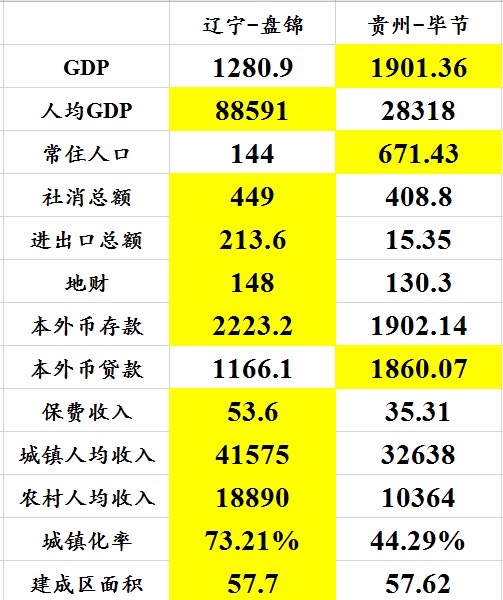 辽宁-盘锦 贵州-毕节
GDP 1280.9 1901.36
人均GDP 88591 28318
常住人口 144 671.43
社消总额 449 408.8
进出口总额 213.6 15.35
地财 148 130.3
本外币存款 2223.2 1902.14
本外币贷款 1166.1 1860.07
保费收入 53.6 35.31
城镇人均收入 41575 32638
农村人均收入 18890 10364
城镇化率 73.21% 44.29%
建成区面积 57.7 57.62